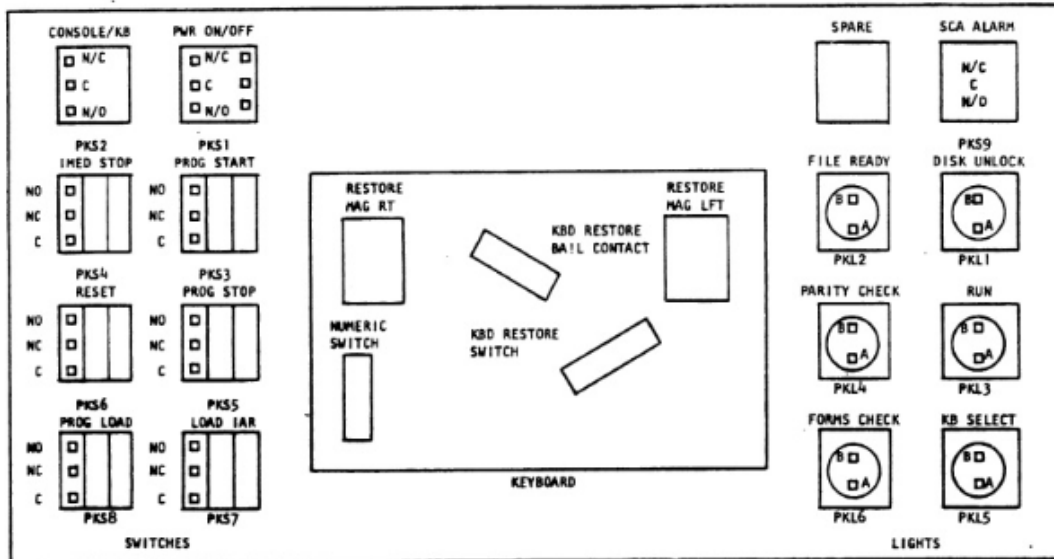 CONSOLE/KB PWR ON/OFF SPARE SCA ALARM
N/C N/C N/C
C C C
N/O N/O N/O
PKS2 PKS1 PKS9
IMED STOP PROG START FILE READY DISK UNLOCK
NO NO B B
NC NC A A
C C PKL2 PKL1
RESTORE MAG RT
RESTORE MAG LFT
KBD RESTORE
BAIL CONTACT
PKS4 PKS3
RESET PROG STOP PARITY CHECK RUN
NO NO B B
NC NC A A
C C PKL4 PKL3
NUMERIC
SWITCH
KBD RESTORE
SWITCH
PKS6 PKS5
PROG LOAD LOAD IAR FORMS CHECK KB SELECT
NO NO B B
NC NC A A
C C PKL6 PKL5
PKS8 PKS7
KEYBOARD
SWITCHES LIGHTS